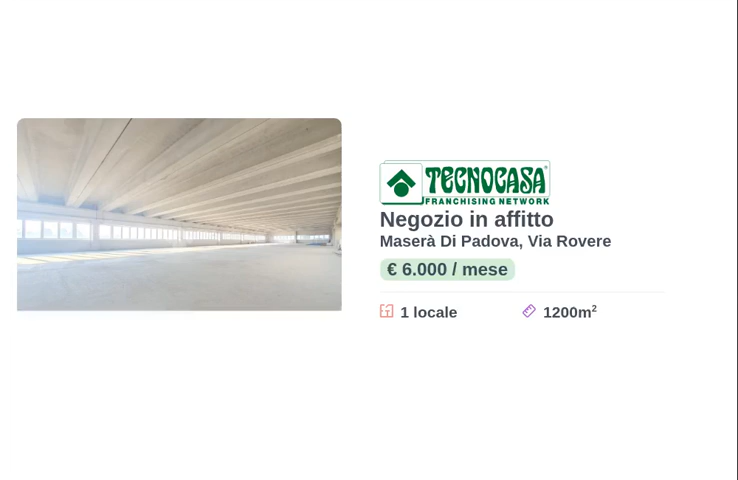 TECNOCASA®
FRANCHISING NETWORK
Negozio in affitto
Maserà Di Padova, Via Rovere
€ 6.000 / mese
1 locale
1200m²